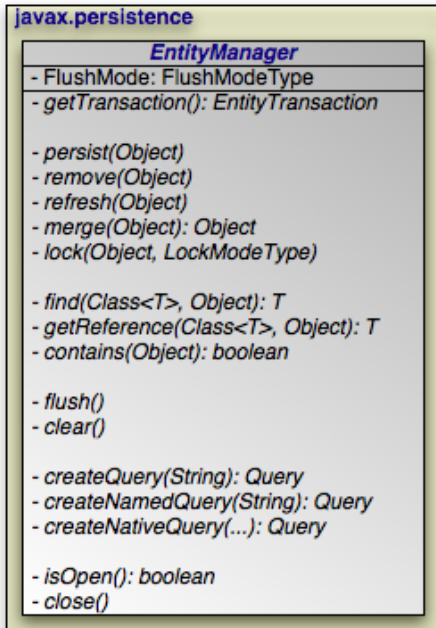 javax.persistence
EntityManager
- FlushMode: FlushModeType
- getTransaction(): EntityTransaction
- persist(Object)
- remove(Object)
- refresh(Object)
- merge(Object): Object
- lock(Object, LockModeType)
- find(Class<T>, Object): T
- getReference(Class<T>, Object): T
- contains(Object): boolean
- flush()
- clear()
- createQuery(String): Query
- createNamedQuery(String): Query
- createNativeQuery(...): Query
- isOpen(): boolean
- close()